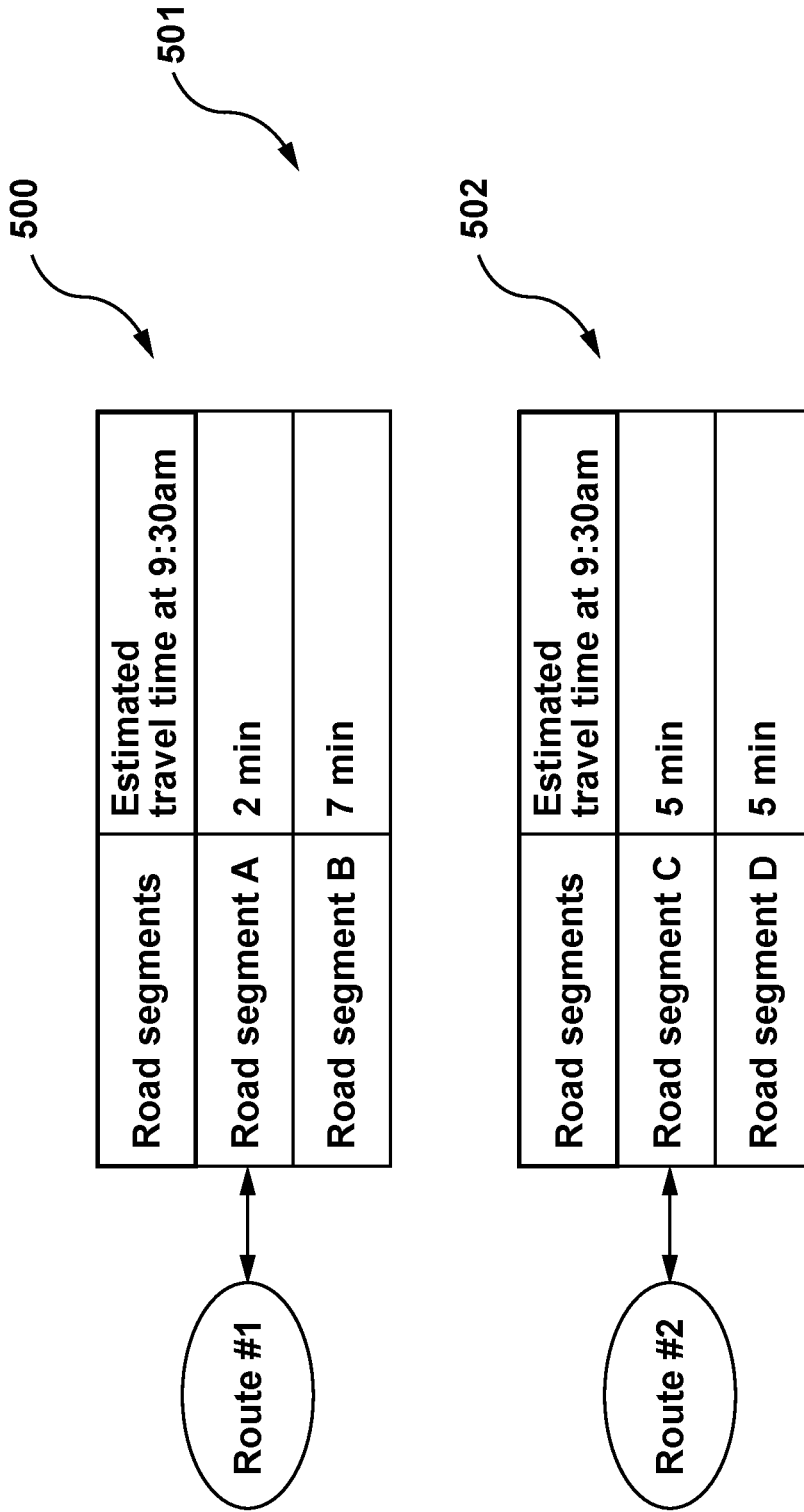 500
501
Route #1
Road segments
Estimated
travel time at 9:30am
Road segment A
2 min
Road segment B
7 min
502
Route #2
Road segments
Estimated
travel time at 9:30am
Road segment C
5 min
Road segment D
5 min